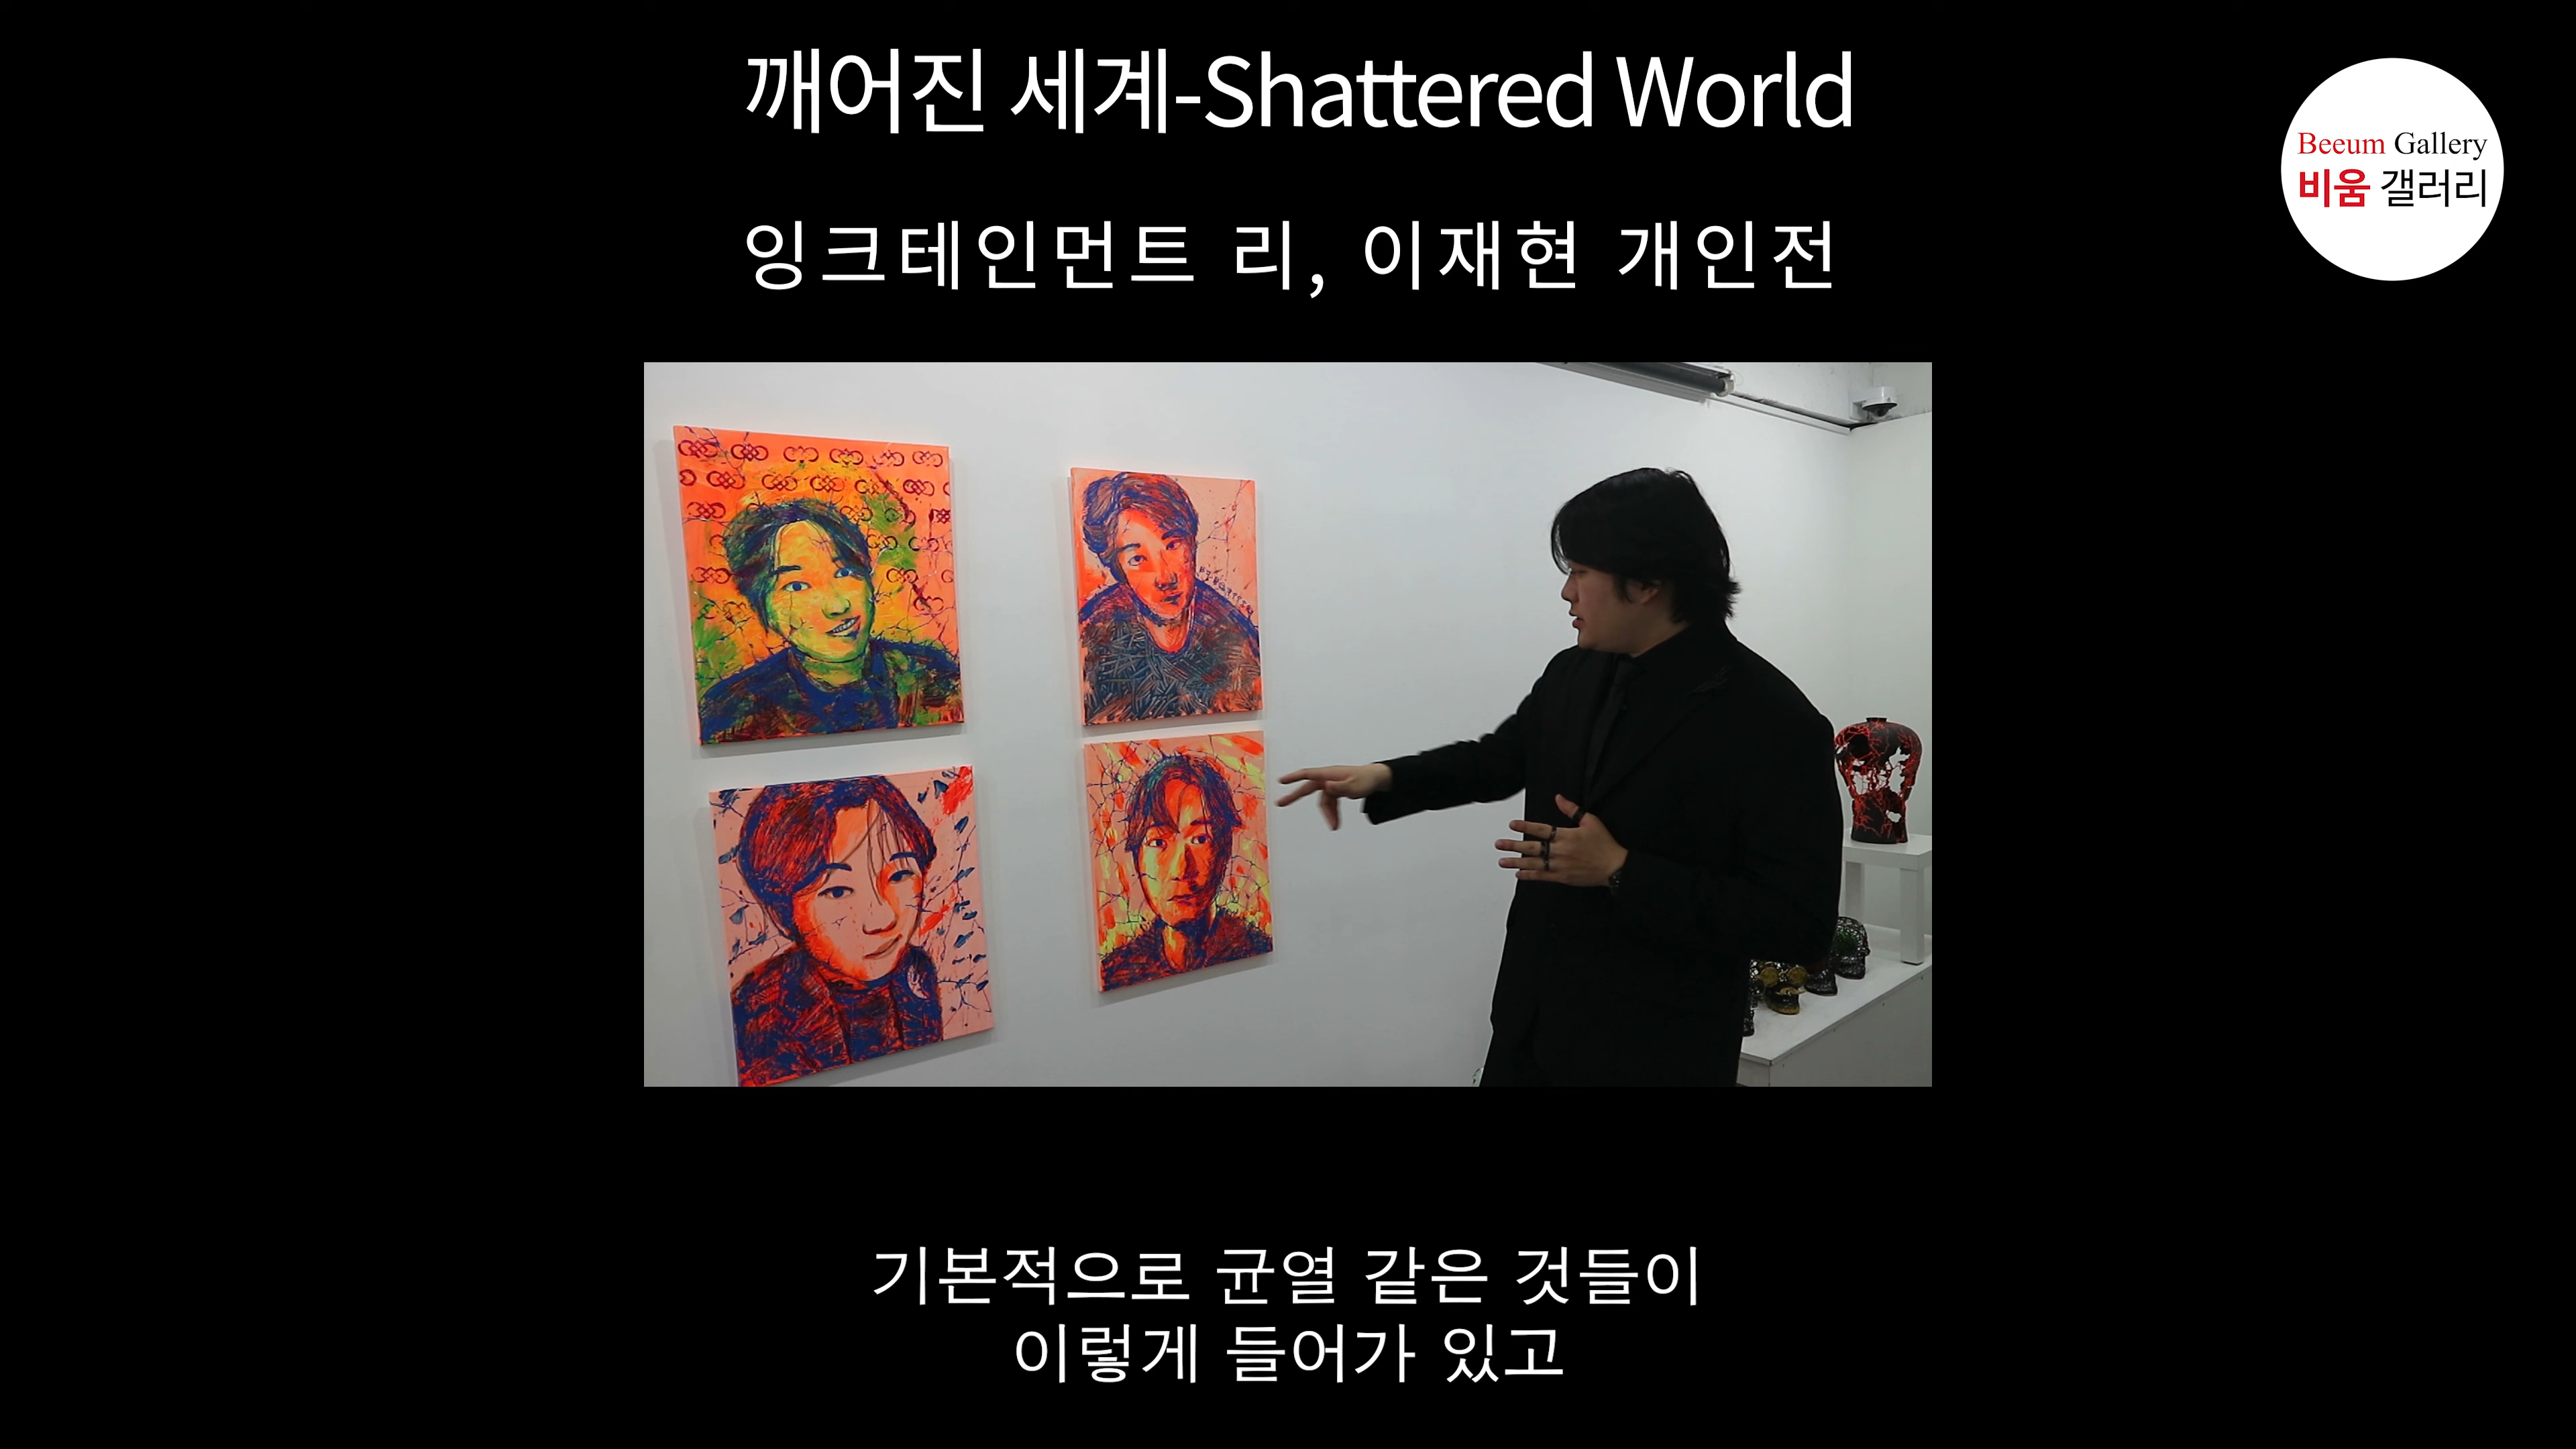 깨어진 세계-Shattered World
잉크테인먼트 리, 이재현 개인전
Beeum Gallery
비움 갤러리
기본적으로 균열 같은 것들이
이렇게 들어가 있고